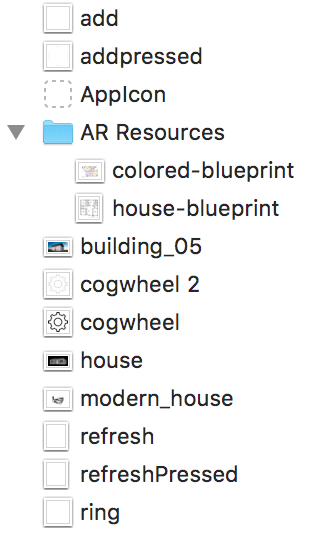 add
addpressed
AppIcon
AR Resources
colored-blueprint
house-blueprint
building_05
cogwheel 2
cogwheel
house
modern_house
refresh
refreshPressed
ring